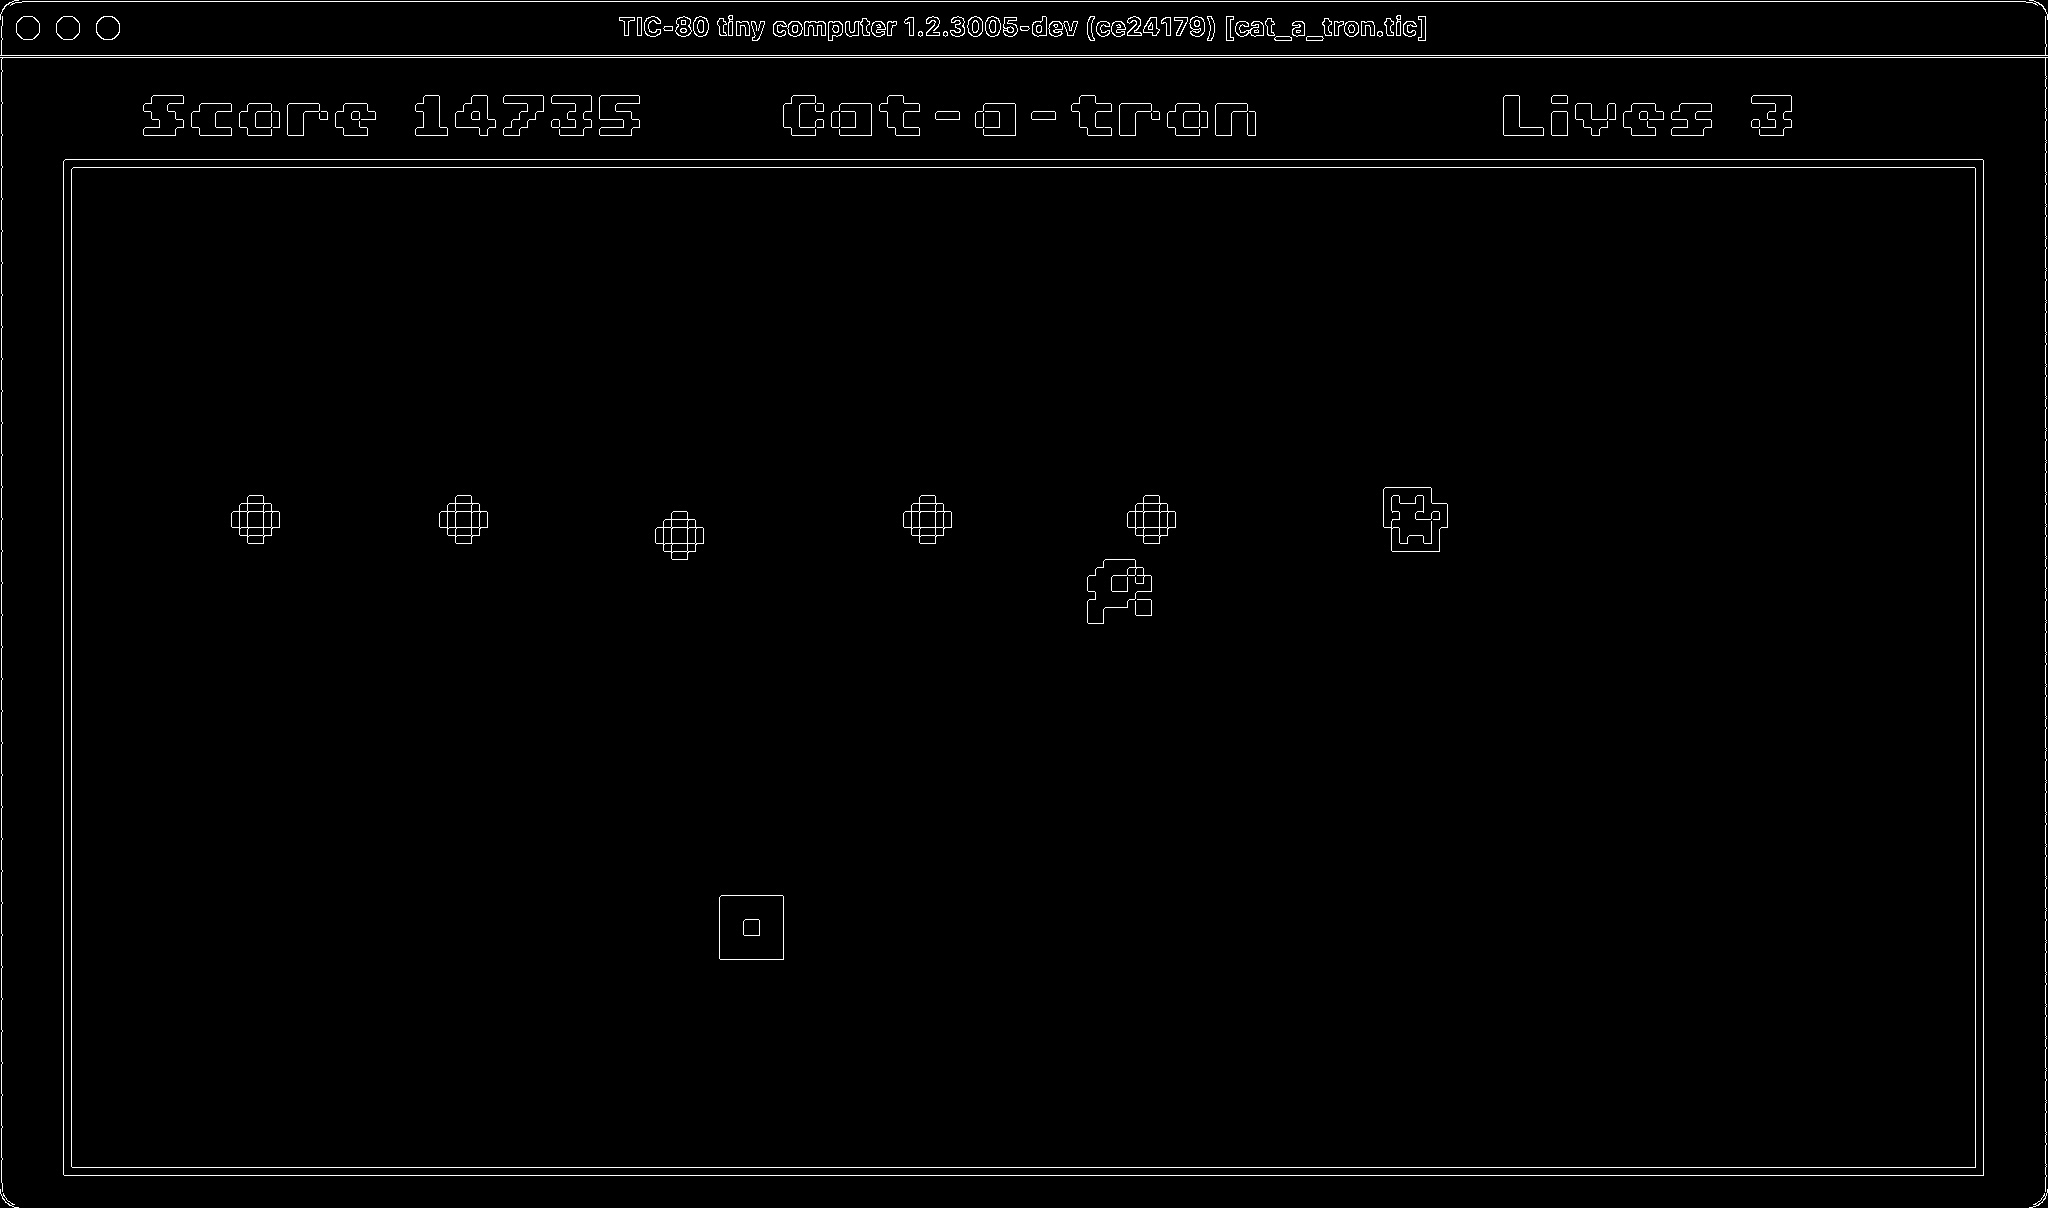 TIC-80 tiny computer 1.2.3005-dev (ce24179) [cat_a_tron.tic]
Score 14735 Cat-a-tron Lives 3